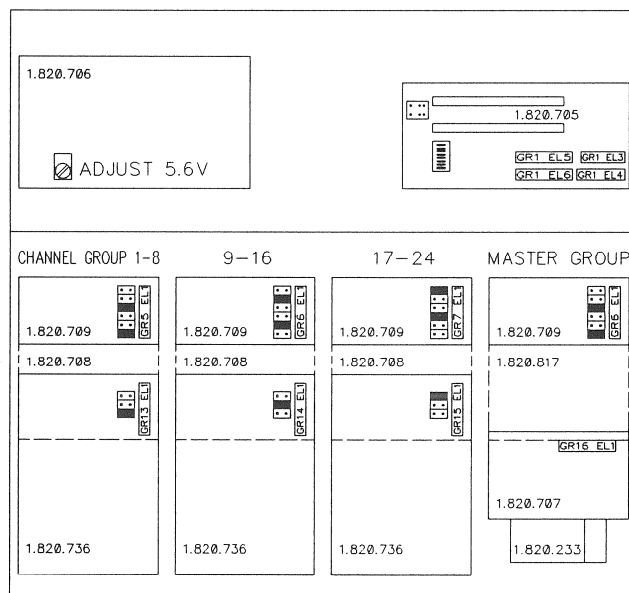 1.820.706
ADJUST 5.6V
1.820.705
GR1 EL5 GR1 EL3
GR1 EL6 GR1 EL4
CHANNEL GROUP 1-8
9-16
17-24
MASTER GROUP
GR5 EL1
GR6 EL1
GR7 EL1
GR6 EL1
1.820.709
1.820.709
1.820.709
1.820.709
1.820.708
1.820.708
1.820.708
1.820.817
GR13 EL1
GR14 EL1
GR15 EL1
GR16 EL1
1.820.707
1.820.736
1.820.736
1.820.736
1.820.233